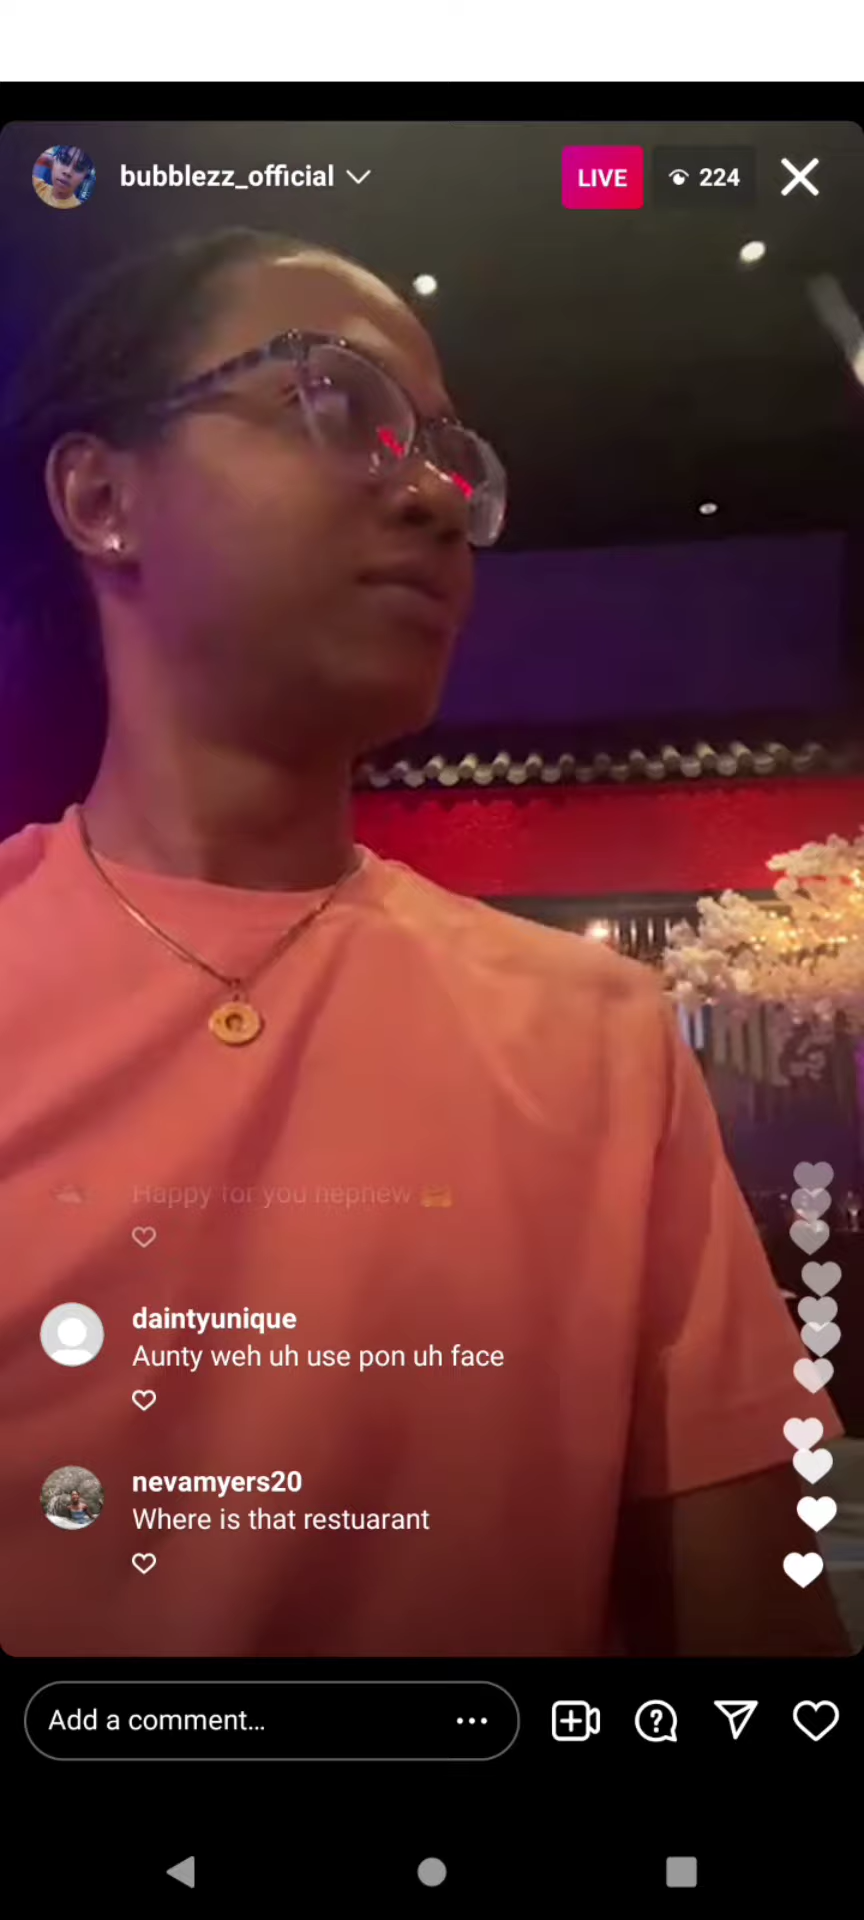 bubblezz_official
LIVE
224
Happy for you nephew
daintyunique
Aunty weh uh use pon uh face
nevamyers20
Where is that restuarant
Add a comment...